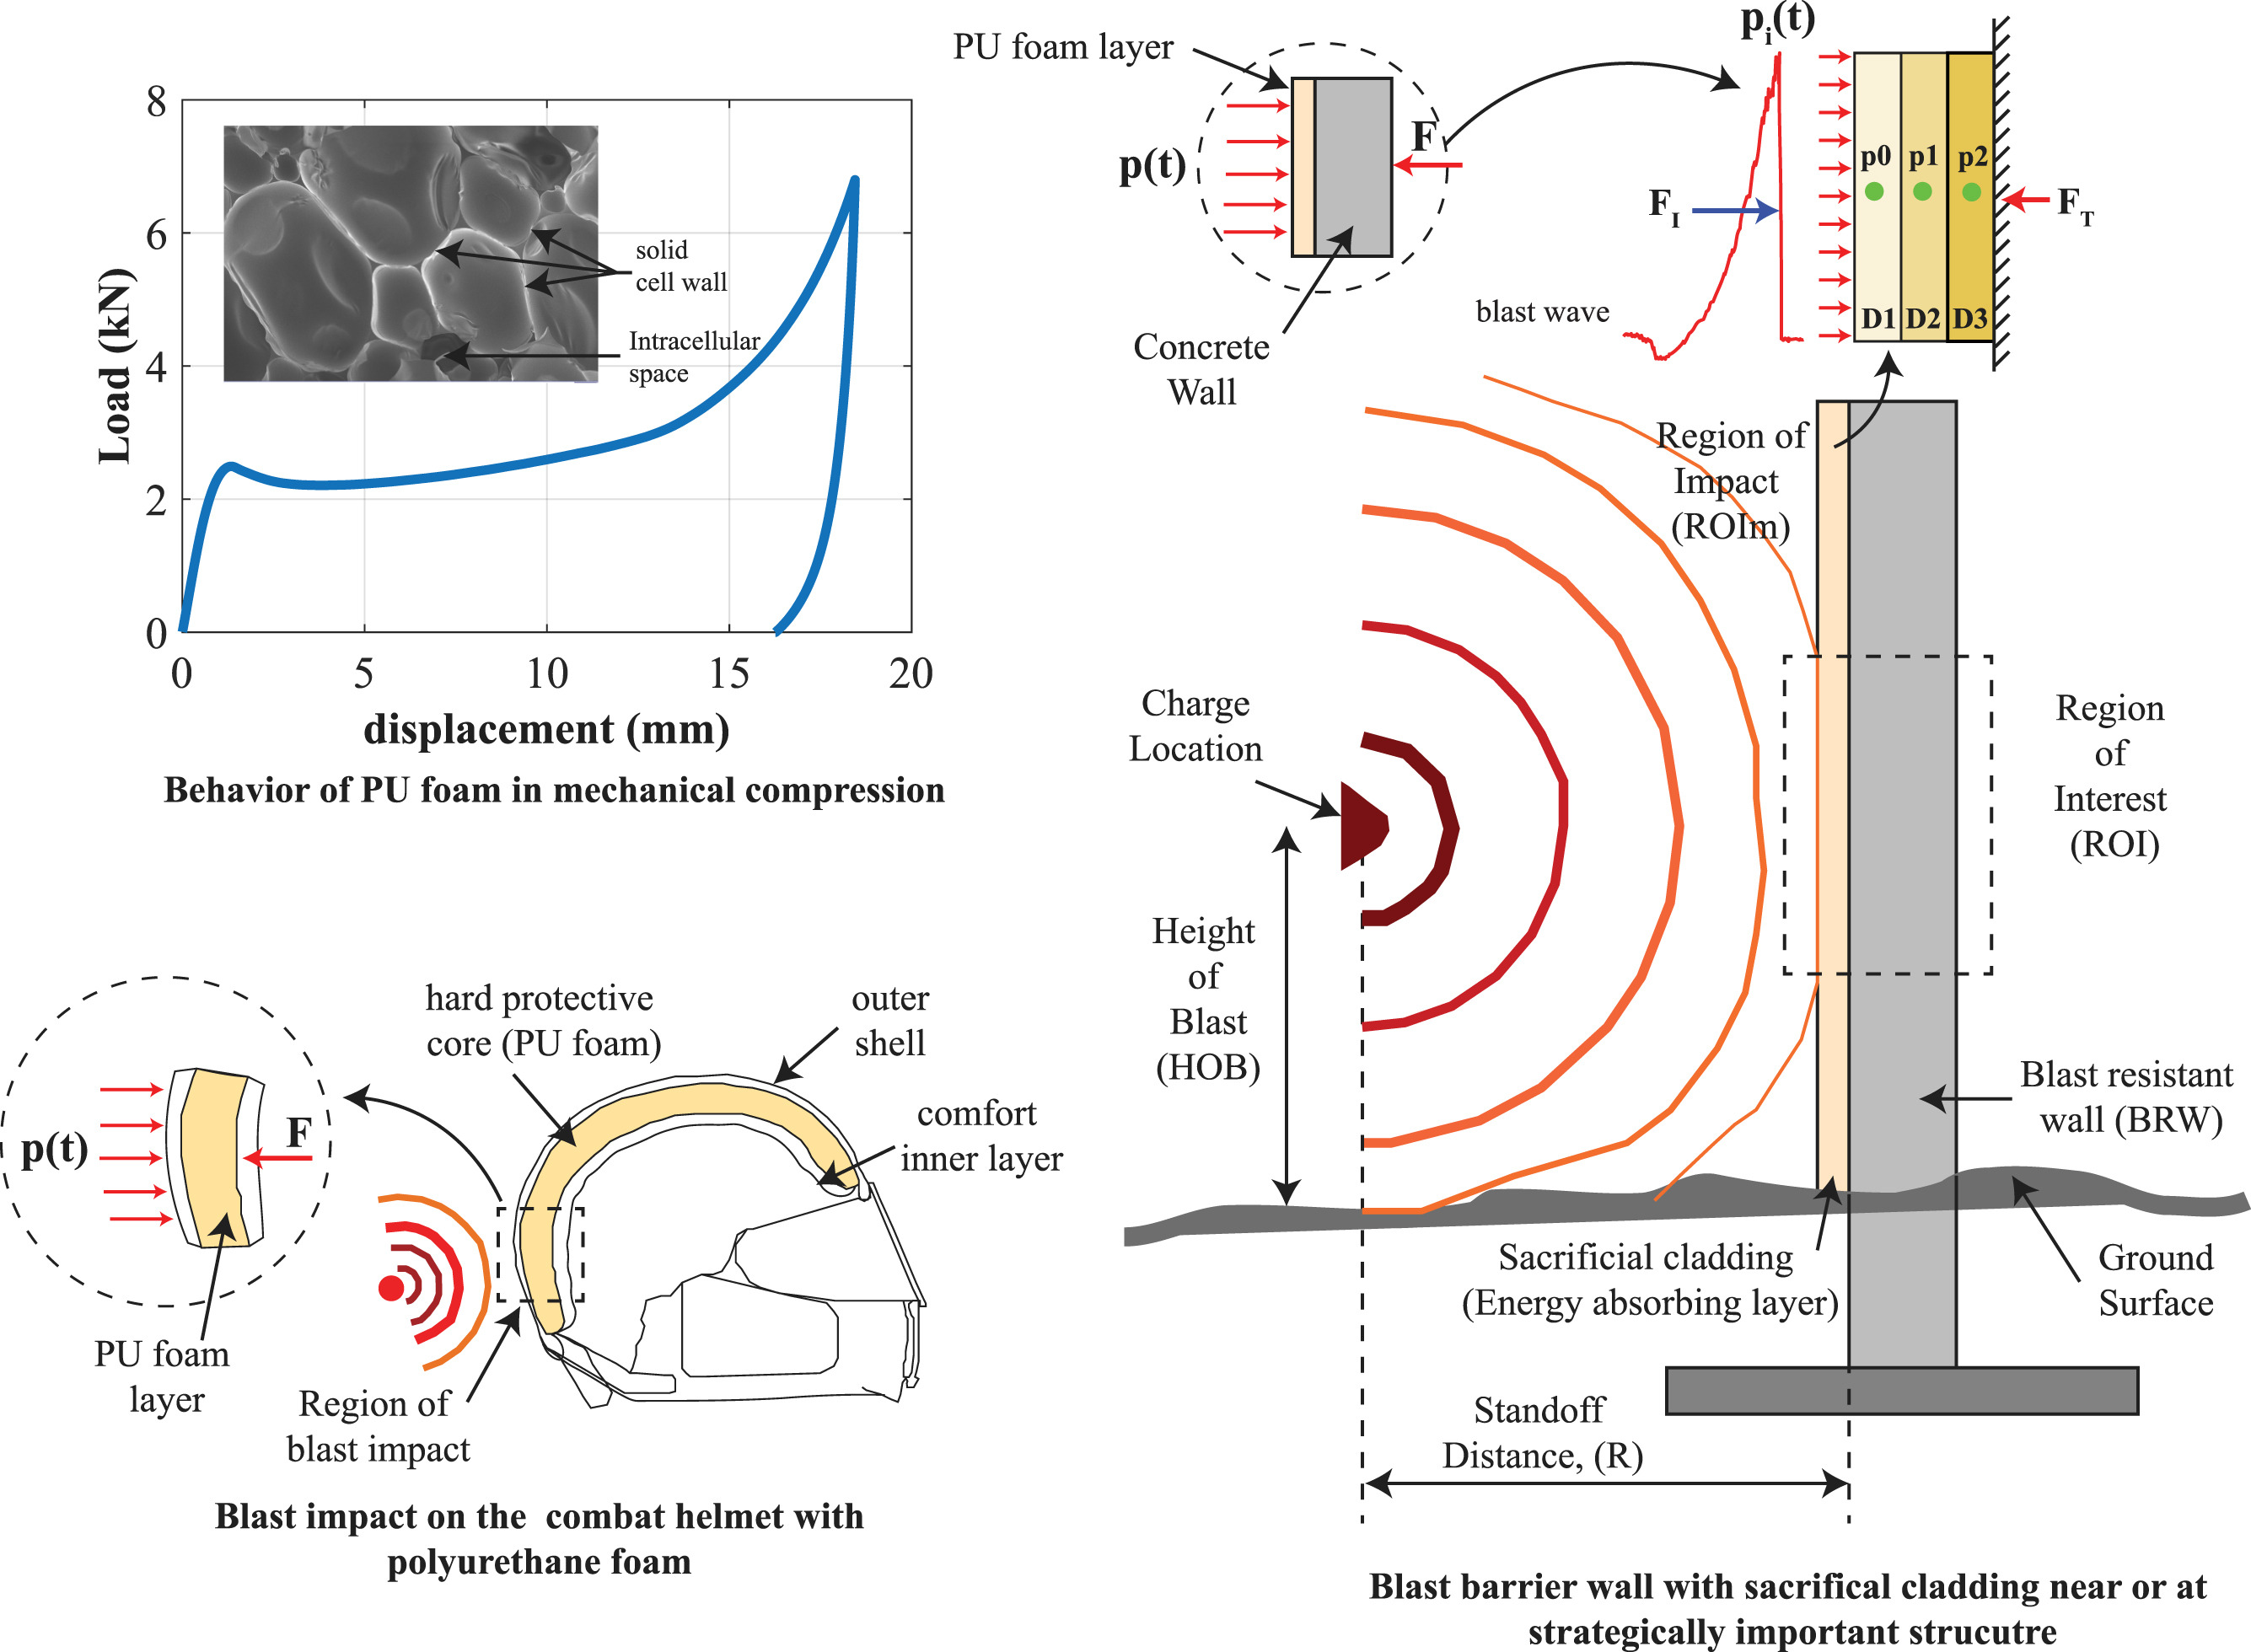 8
6
4
2
0
Load (kN)
solid
cell wall
Intracellular
space
0
5
10
15
20
displacement (mm)
Behavior of PU foam in mechanical compression
PU foam layer
p(t)
F
Concrete
Wall
p_i(t)
F_I
blast wave
p0
p1
p2
D1
D2
D3
F_T
Region of
Impact
(ROIm)
Charge
Location
Height
of
Blast
(HOB)
Region
of
Interest
(ROI)
Blast resistant
wall (BRW)
Sacrificial cladding
(Energy absorbing layer)
Ground
Surface
Standoff
Distance, (R)
Blast barrier wall with sacrifical cladding near or at
strategically important strucutre
hard protective
core (PU foam)
outer
shell
comfort
inner layer
p(t)
F
PU foam
layer
Region of
blast impact
Blast impact on the combat helmet with
polyurethane foam